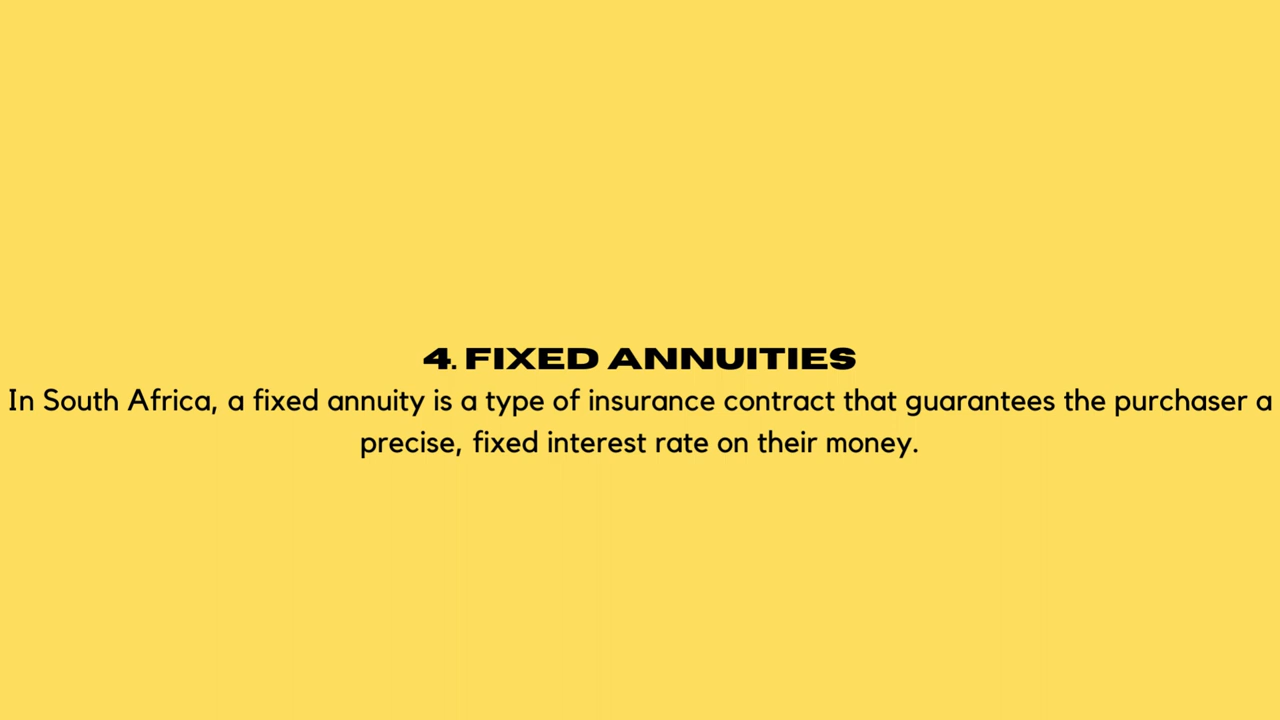 4. FIXED ANNUITIES
In South Africa, a fixed annuity is a type of insurance contract that guarantees the purchaser a
precise, fixed interest rate on their money.